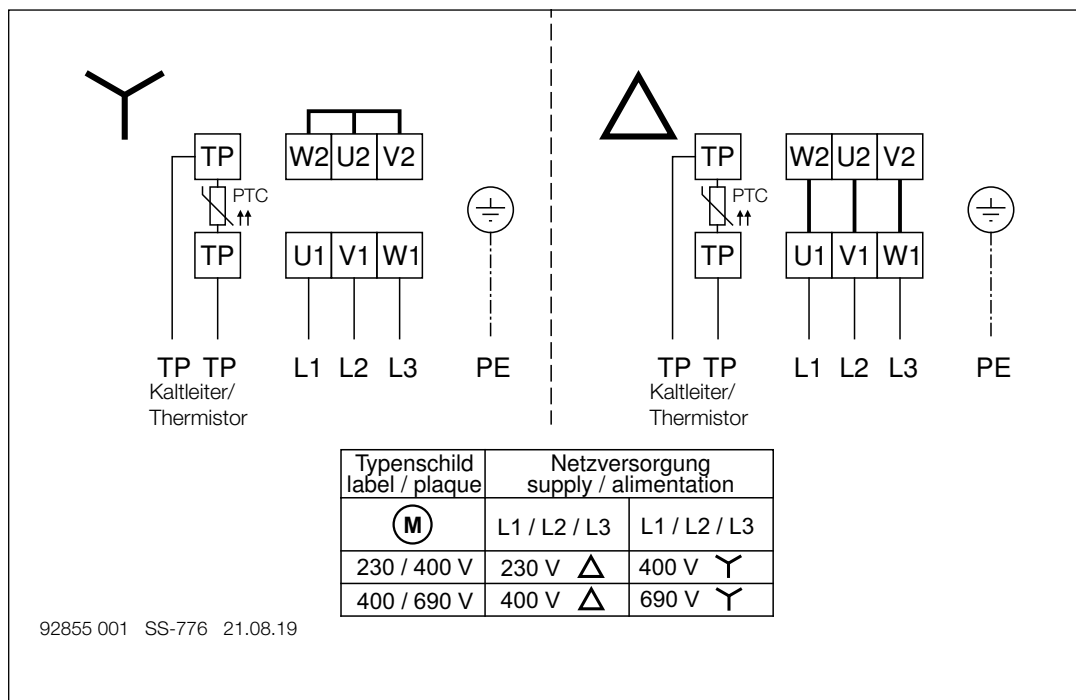 TP
W2 U2 V2
PTC
TP
U1 V1 W1
TP TP
L1 L2 L3
PE
Kaltleiter/
Thermistor
TP
W2 U2 V2
PTC
TP
U1 V1 W1
TP TP
L1 L2 L3
PE
Kaltleiter/
Thermistor
Typenschild
label / plaque
Netzversorgung
supply / alimentation
M
L1 / L2 / L3
L1 / L2 / L3
230 / 400 V
230 V
400 V
400 / 690 V
400 V
690 V
92855 001 SS-776 21.08.19